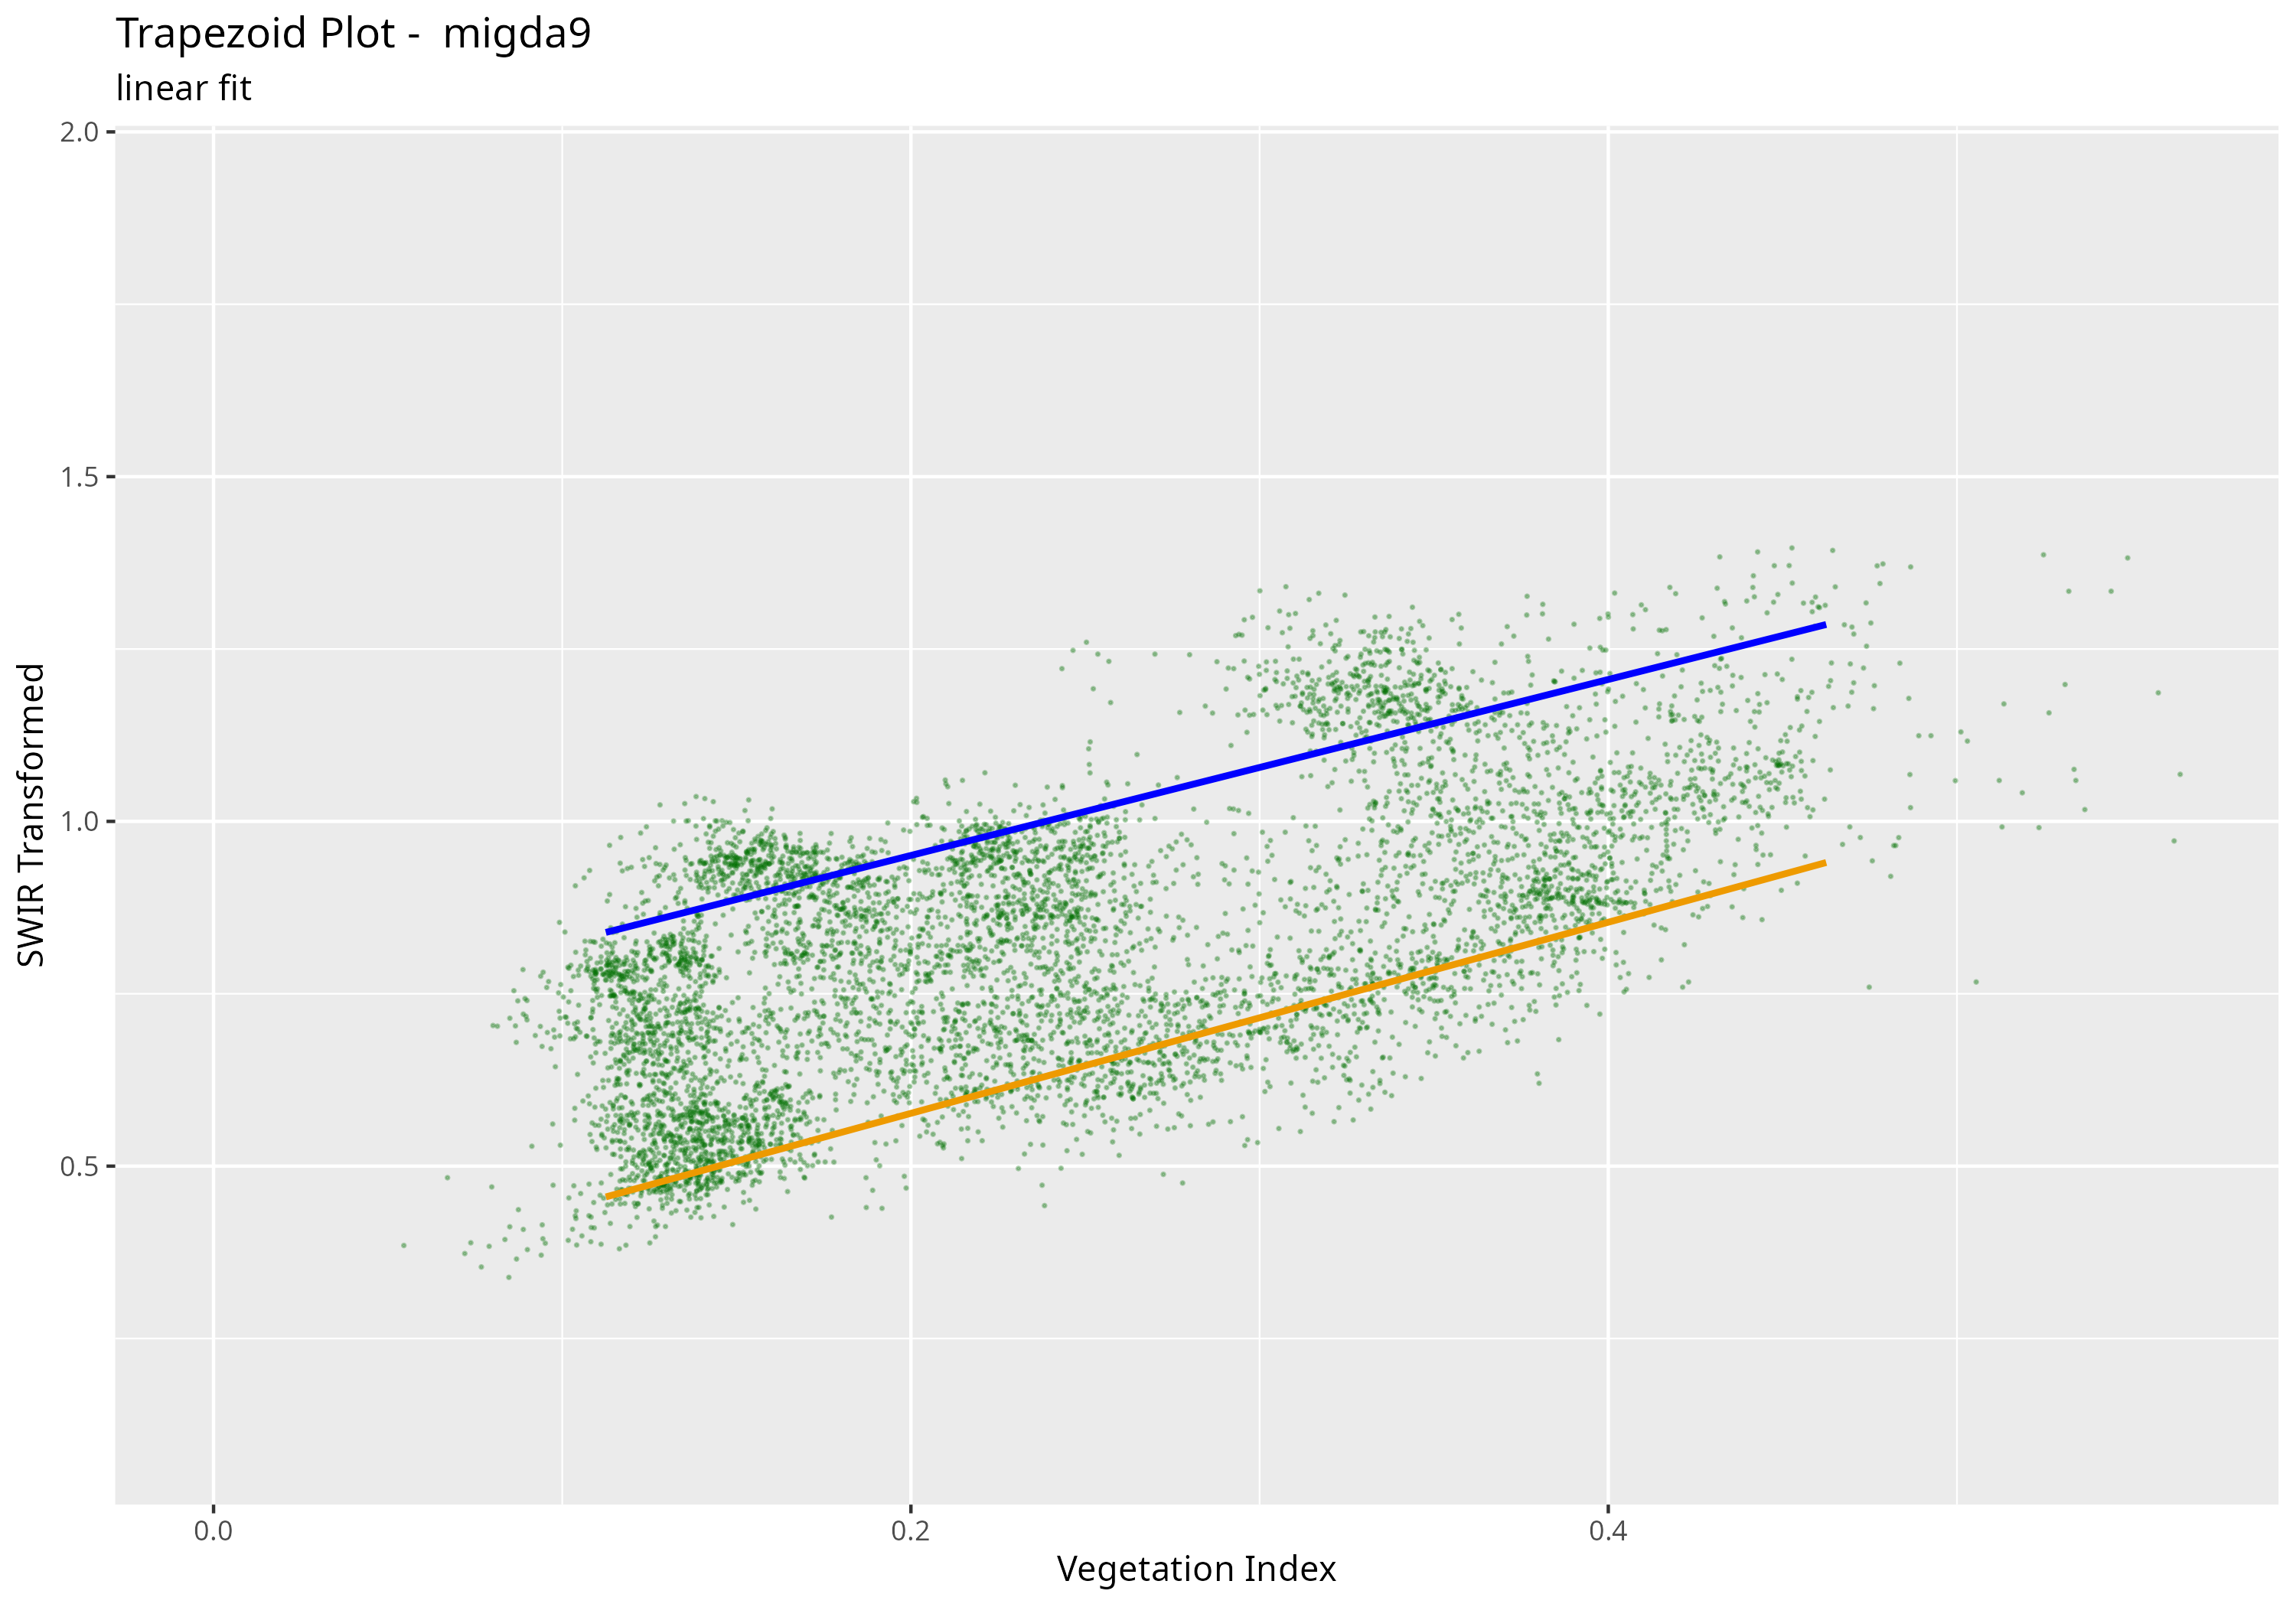 Trapezoid Plot -  migda9
linear fit
2.0
1.5
1.0
0.5
SWIR Transformed
0.0
0.2
0.4
Vegetation Index